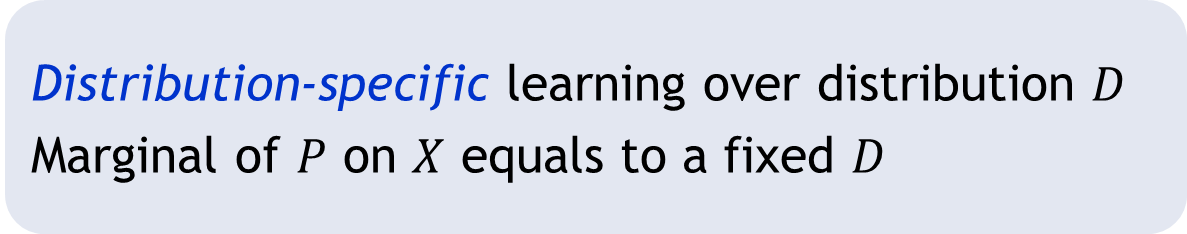 Distribution-specific learning over distribution D
Marginal of P on X equals to a fixed D